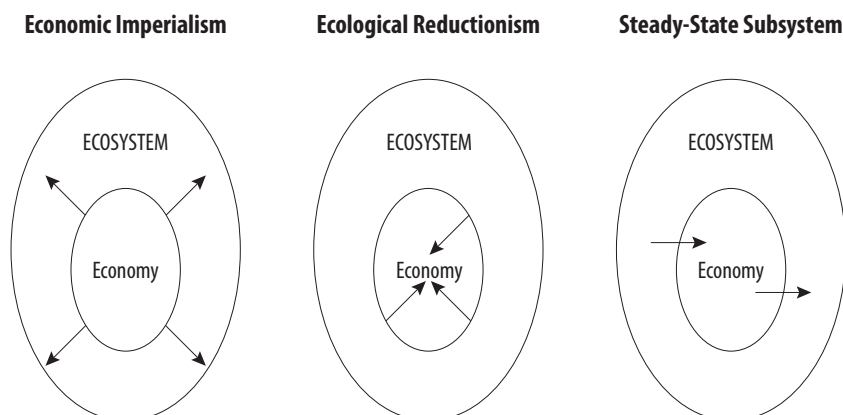 Economic Imperialism
Ecological Reductionism
Steady-State Subsystem
ECOSYSTEM
Economy
ECOSYSTEM
Economy
ECOSYSTEM
Economy